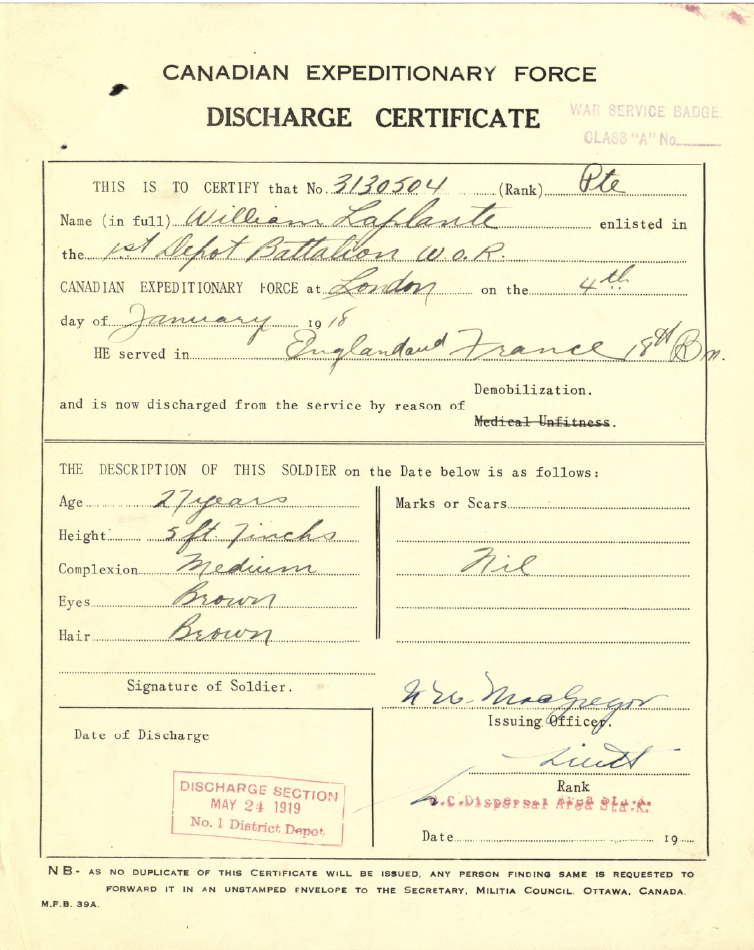 CANADIAN EXPEDITIONARY FORCE
DISCHARGE CERTIFICATE
WAR SERVICE BADGE
CLASS "A" No.
THIS IS TO CERTIFY that No. 3130504 (Rank) Pte
Name (in full) William Laplante enlisted in
the 1st Depot Battalion W.O.R.
CANADIAN EXPEDITIONARY FORCE at London on the 4th
day of January 1918
HE served in England and France 18th Bn.
Demobilization.
and is now discharged from the service by reason of
Medical Unfitness.
THE DESCRIPTION OF THIS SOLDIER on the Date below is as follows:
Age 27 years
Height 5 ft. 7 inchs
Complexion Medium
Eyes Brown
Hair Brown
Marks or Scars
Nil
Signature of Soldier.
MacGregor
Issuing Officer.
Lieut
Rank
O.C. Dispersal Area Sta. K.
Date 19
Date of Discharge
DISCHARGE SECTION
MAY 24 1919
No. 1 District Depot.
NB- AS NO DUPLICATE OF THIS CERTIFICATE WILL BE ISSUED, ANY PERSON FINDING SAME IS REQUESTED TO
FORWARD IT IN AN UNSTAMPED ENVELOPE TO THE SECRETARY, MILITIA COUNCIL. OTTAWA, CANADA.
M.F.B. 39A.